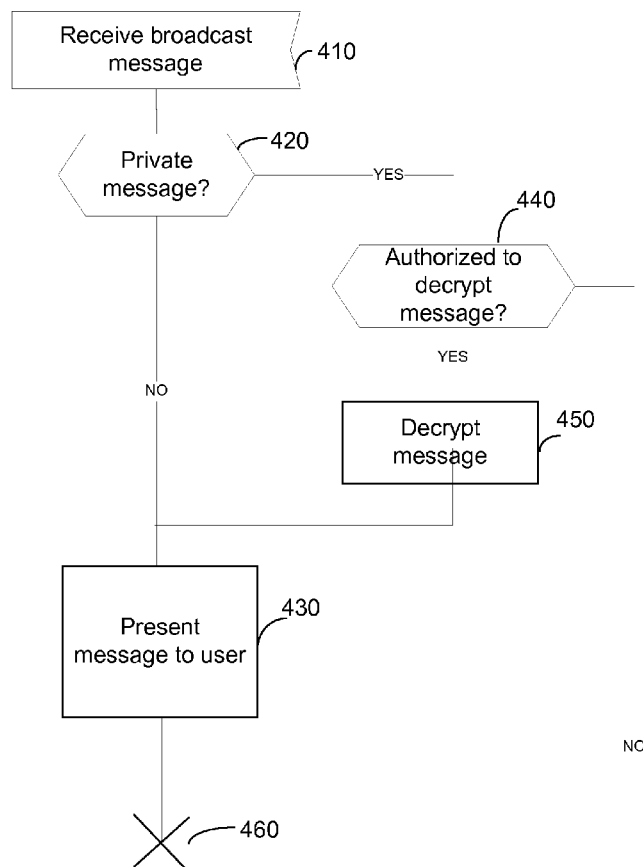 Receive broadcast
message
410
420
Private
message?
YES
440
Authorized to
decrypt
message?
YES
NO
450
Decrypt
message
430
Present
message to user
NO
460